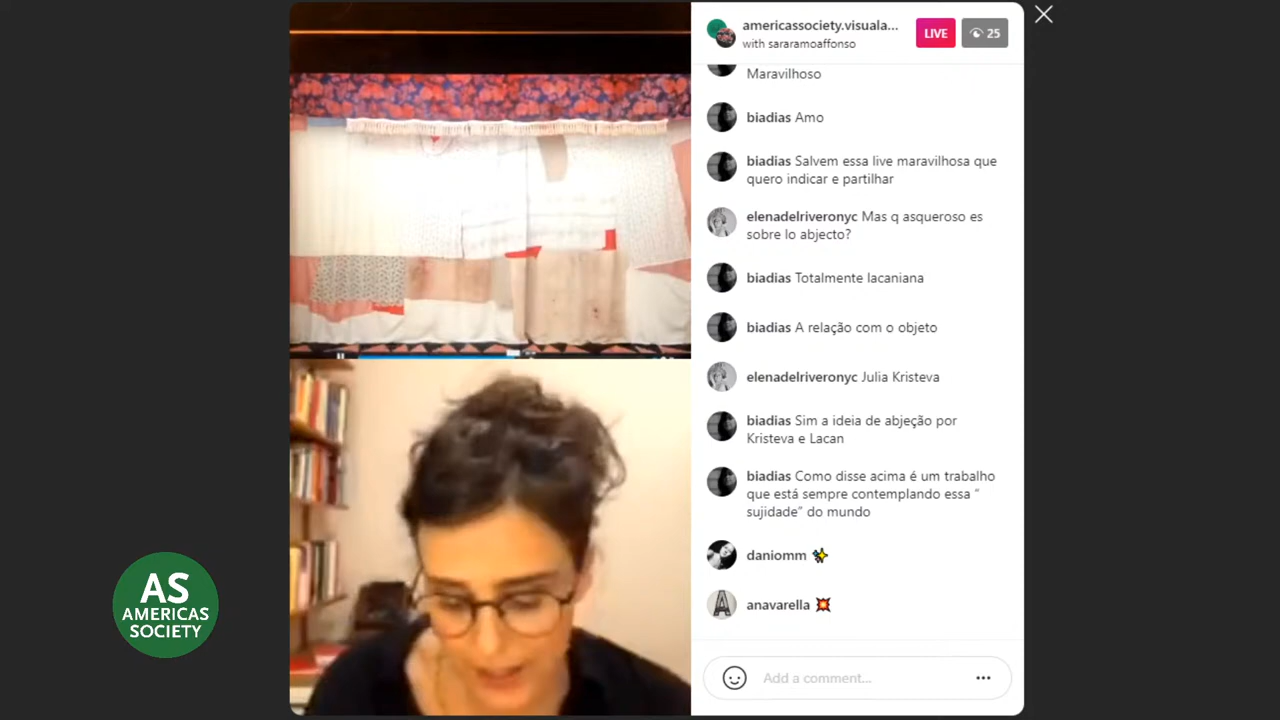 americassociety.visuala...
with sararamoaffonso
LIVE
25
Maravilhoso
biadias Amo
biadias Salvem essa live maravilhosa que
quero indicar e partilhar
elenadelriveronyc Mas q asqueroso es
sobre lo abjecto?
biadias Totalmente lacaniana
biadias A relação com o objeto
elenadelriveronyc Julia Kristeva
biadias Sim a ideia de abjeção por
Kristeva e Lacan
biadias Como disse acima é um trabalho
que está sempre contemplando essa “
sujidade” do mundo
daniomm ✨
anavarella 💥
Add a comment...
AS
AMERICAS
SOCIETY